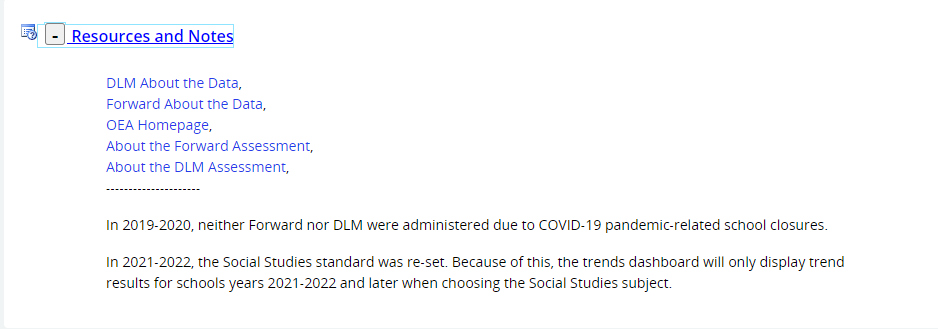 - Resources and Notes
DLM About the Data,
Forward About the Data,
OEA Homepage,
About the Forward Assessment,
About the DLM Assessment,
---------------------
In 2019-2020, neither Forward nor DLM were administered due to COVID-19 pandemic-related school closures.
In 2021-2022, the Social Studies standard was re-set. Because of this, the trends dashboard will only display trend
results for schools years 2021-2022 and later when choosing the Social Studies subject.